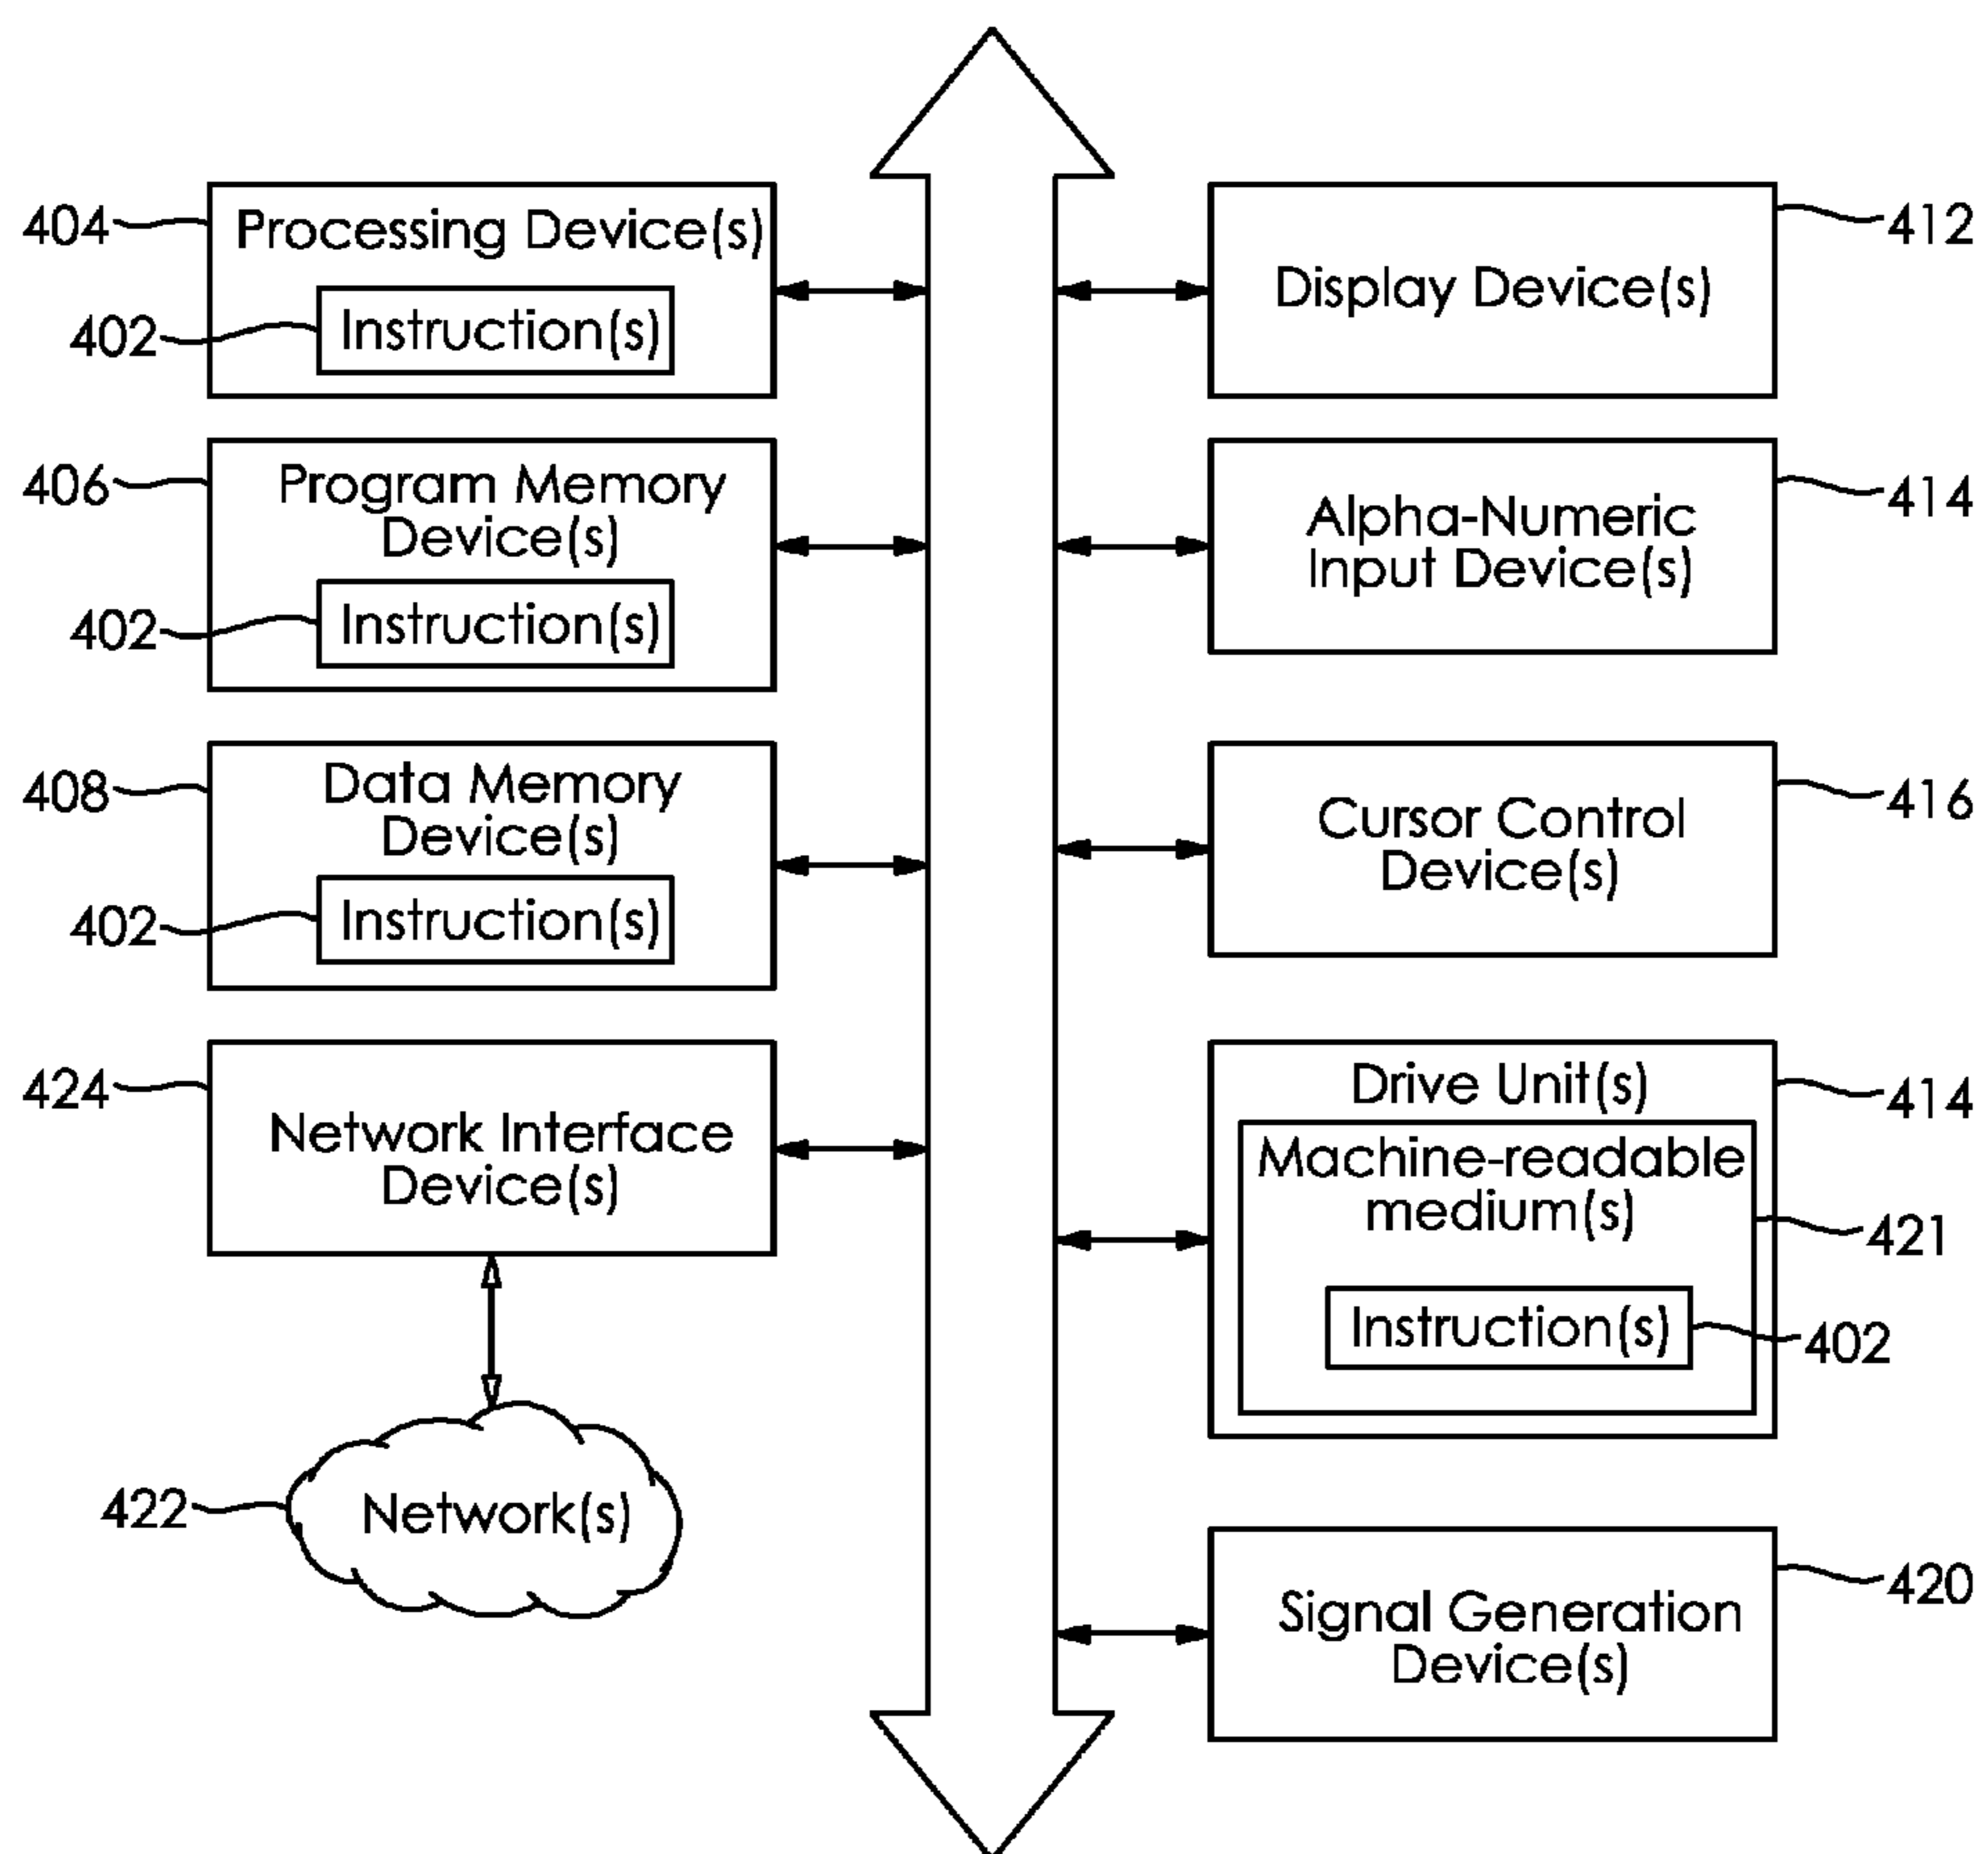 404
Processing Device(s)
402
Instruction(s)
406
Program Memory
Device(s)
402
Instruction(s)
408
Data Memory
Device(s)
402
Instruction(s)
424
Network Interface
Device(s)
422
Network(s)
412
Display Device(s)
414
Alpha-Numeric
Input Device(s)
416
Cursor Control
Device(s)
414
Drive Unit(s)
Machine-readable
medium(s)
421
Instruction(s)
402
420
Signal Generation
Device(s)